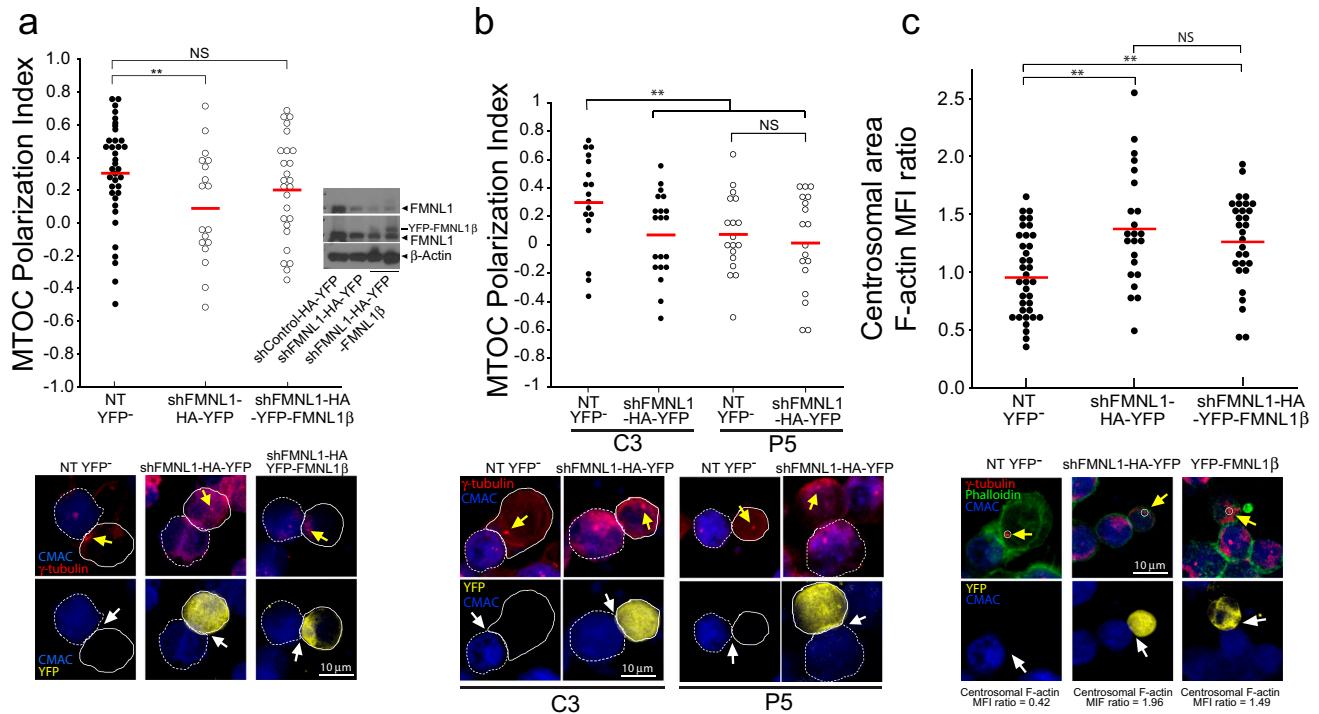 a
MTOC Polarization Index
1.0
0.8
0.6
0.4
0.2
0.0
-0.2
-0.4
-0.6
-0.8
-1.0
NS
**
FMNL1
YFP-FMNL1β
FMNL1
β-Actin
shControl-HA-YFP
shFMNL1-HA-YFP
shFMNL1-HA-YFP
-FMNL1β
NT
YFP-
shFMNL1-
HA-YFP
shFMNL1-HA
-YFP-FMNL1β
NT YFP-
shFMNL1-HA-YFP
shFMNL1-HA
YFP-FMNL1β
CMAC
γ-tubulin
CMAC
YFP
10 μm
b
MTOC Polarization Index
1
0.8
0.6
0.4
0.2
0
-0.2
-0.4
-0.6
-0.8
-1
**
NS
NT
YFP-
shFMNL1
-HA-YFP
NT
YFP-
shFMNL1
-HA-YFP
C3
P5
NT YFP-
shFMNL1-HA-YFP
NT YFP-
shFMNL1-HA-YFP
γ-tubulin
CMAC
YFP
CMAC
10 μm
C3
P5
c
Centrosomal area
F-actin MFI ratio
2.5
2.0
1.5
1.0
0.5
0.0
NS
**
**
NT
YFP-
shFMNL1-
HA-YFP
shFMNL1-HA
-YFP-FMNL1β
NT YFP-
shFMNL1-HA-YFP
YFP-FMNL1β
γ-tubulin
Phalloidin
CMAC
10 μm
YFP
CMAC
Centrosomal F-actin
MFI ratio = 0.42
Centrosomal F-actin
MIF ratio = 1.96
Centrosomal F-actin
MFI ratio = 1.49